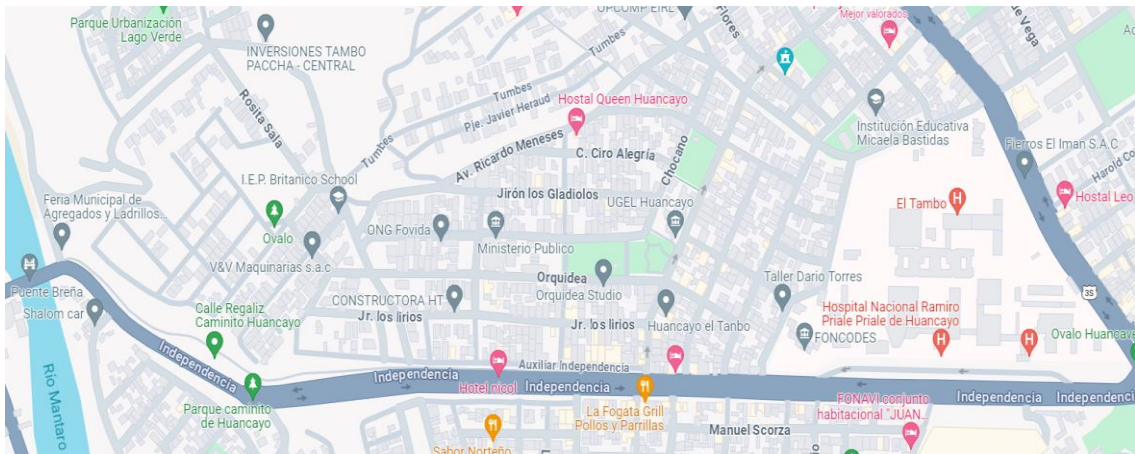 Parque Urbanización
Lago Verde
INVERSIONES TAMBO
PACCHA - CENTRAL
Rosita Sala
Tumbes
Tumbes
Tumbes
Pje. Javier Heraud
Hostal Queen Huancayo
Av. Ricardo Meneses
C. Ciro Alegría
Chocano
Flores
Mejor valorados
de Vega
Institución Educativa
Micaela Bastidas
Fierros El Iman S.A.C
Harold Co
Hostal Leo
El Tambo
I.E.P. Britanico School
Jirón los Gladiolos
UGEL Huancayo
Feria Municipal de
Agregados y Ladrillos...
Ovalo
ONG Fovida
Ministerio Publico
V&V Maquinarias s.a.c
Orquidea
Orquidea Studio
Taller Dario Torres
Puente Breña
Shalom car
Calle Regaliz
Caminito Huancayo
CONSTRUCTORA HT
Jr. los lirios
Jr. los lirios
Huancayo el Tanbo
FONCODES
Hospital Nacional Ramiro
Priale Priale de Huancayo
3S
Ovalo Huancave
Río Mantaro
Independencia
Independencia
Auxiliar Independencia
Independencia
Independencia
Independenci
Hotel nicol
Parque caminito
de Huancayo
La Fogata Grill
Pollos y Parrillas
FONAVI conjunto
habitacional "JUAN...
Manuel Scorza
Sabor Norteño